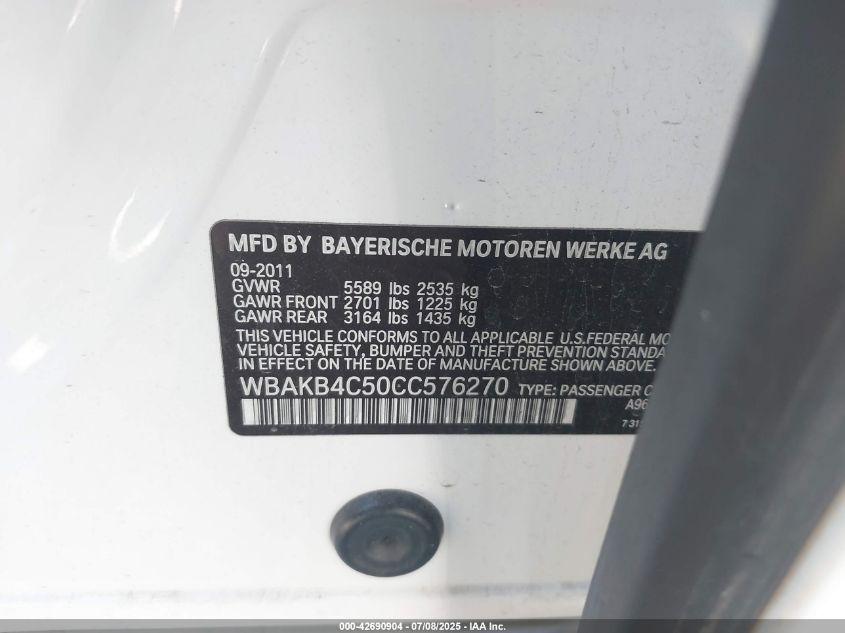 MFD BY BAYERISCHE MOTOREN WERKE AG
09-2011
GVWR 5589 lbs 2535 kg
GAWR FRONT 2701 lbs 1225 kg
GAWR REAR 3164 lbs 1435 kg
THIS VEHICLE CONFORMS TO ALL APPLICABLE U.S.FEDERAL
VEHICLE SAFETY, BUMPER AND THEFT PREVENTION
IN EFFECT ON THE DATE OF MANUFACTURE SHOWN ABOVE.
WBAKB4C50CC576270 TYPE: PASSENGER
000-42690904 - 07/08/2025 - IAA Inc.